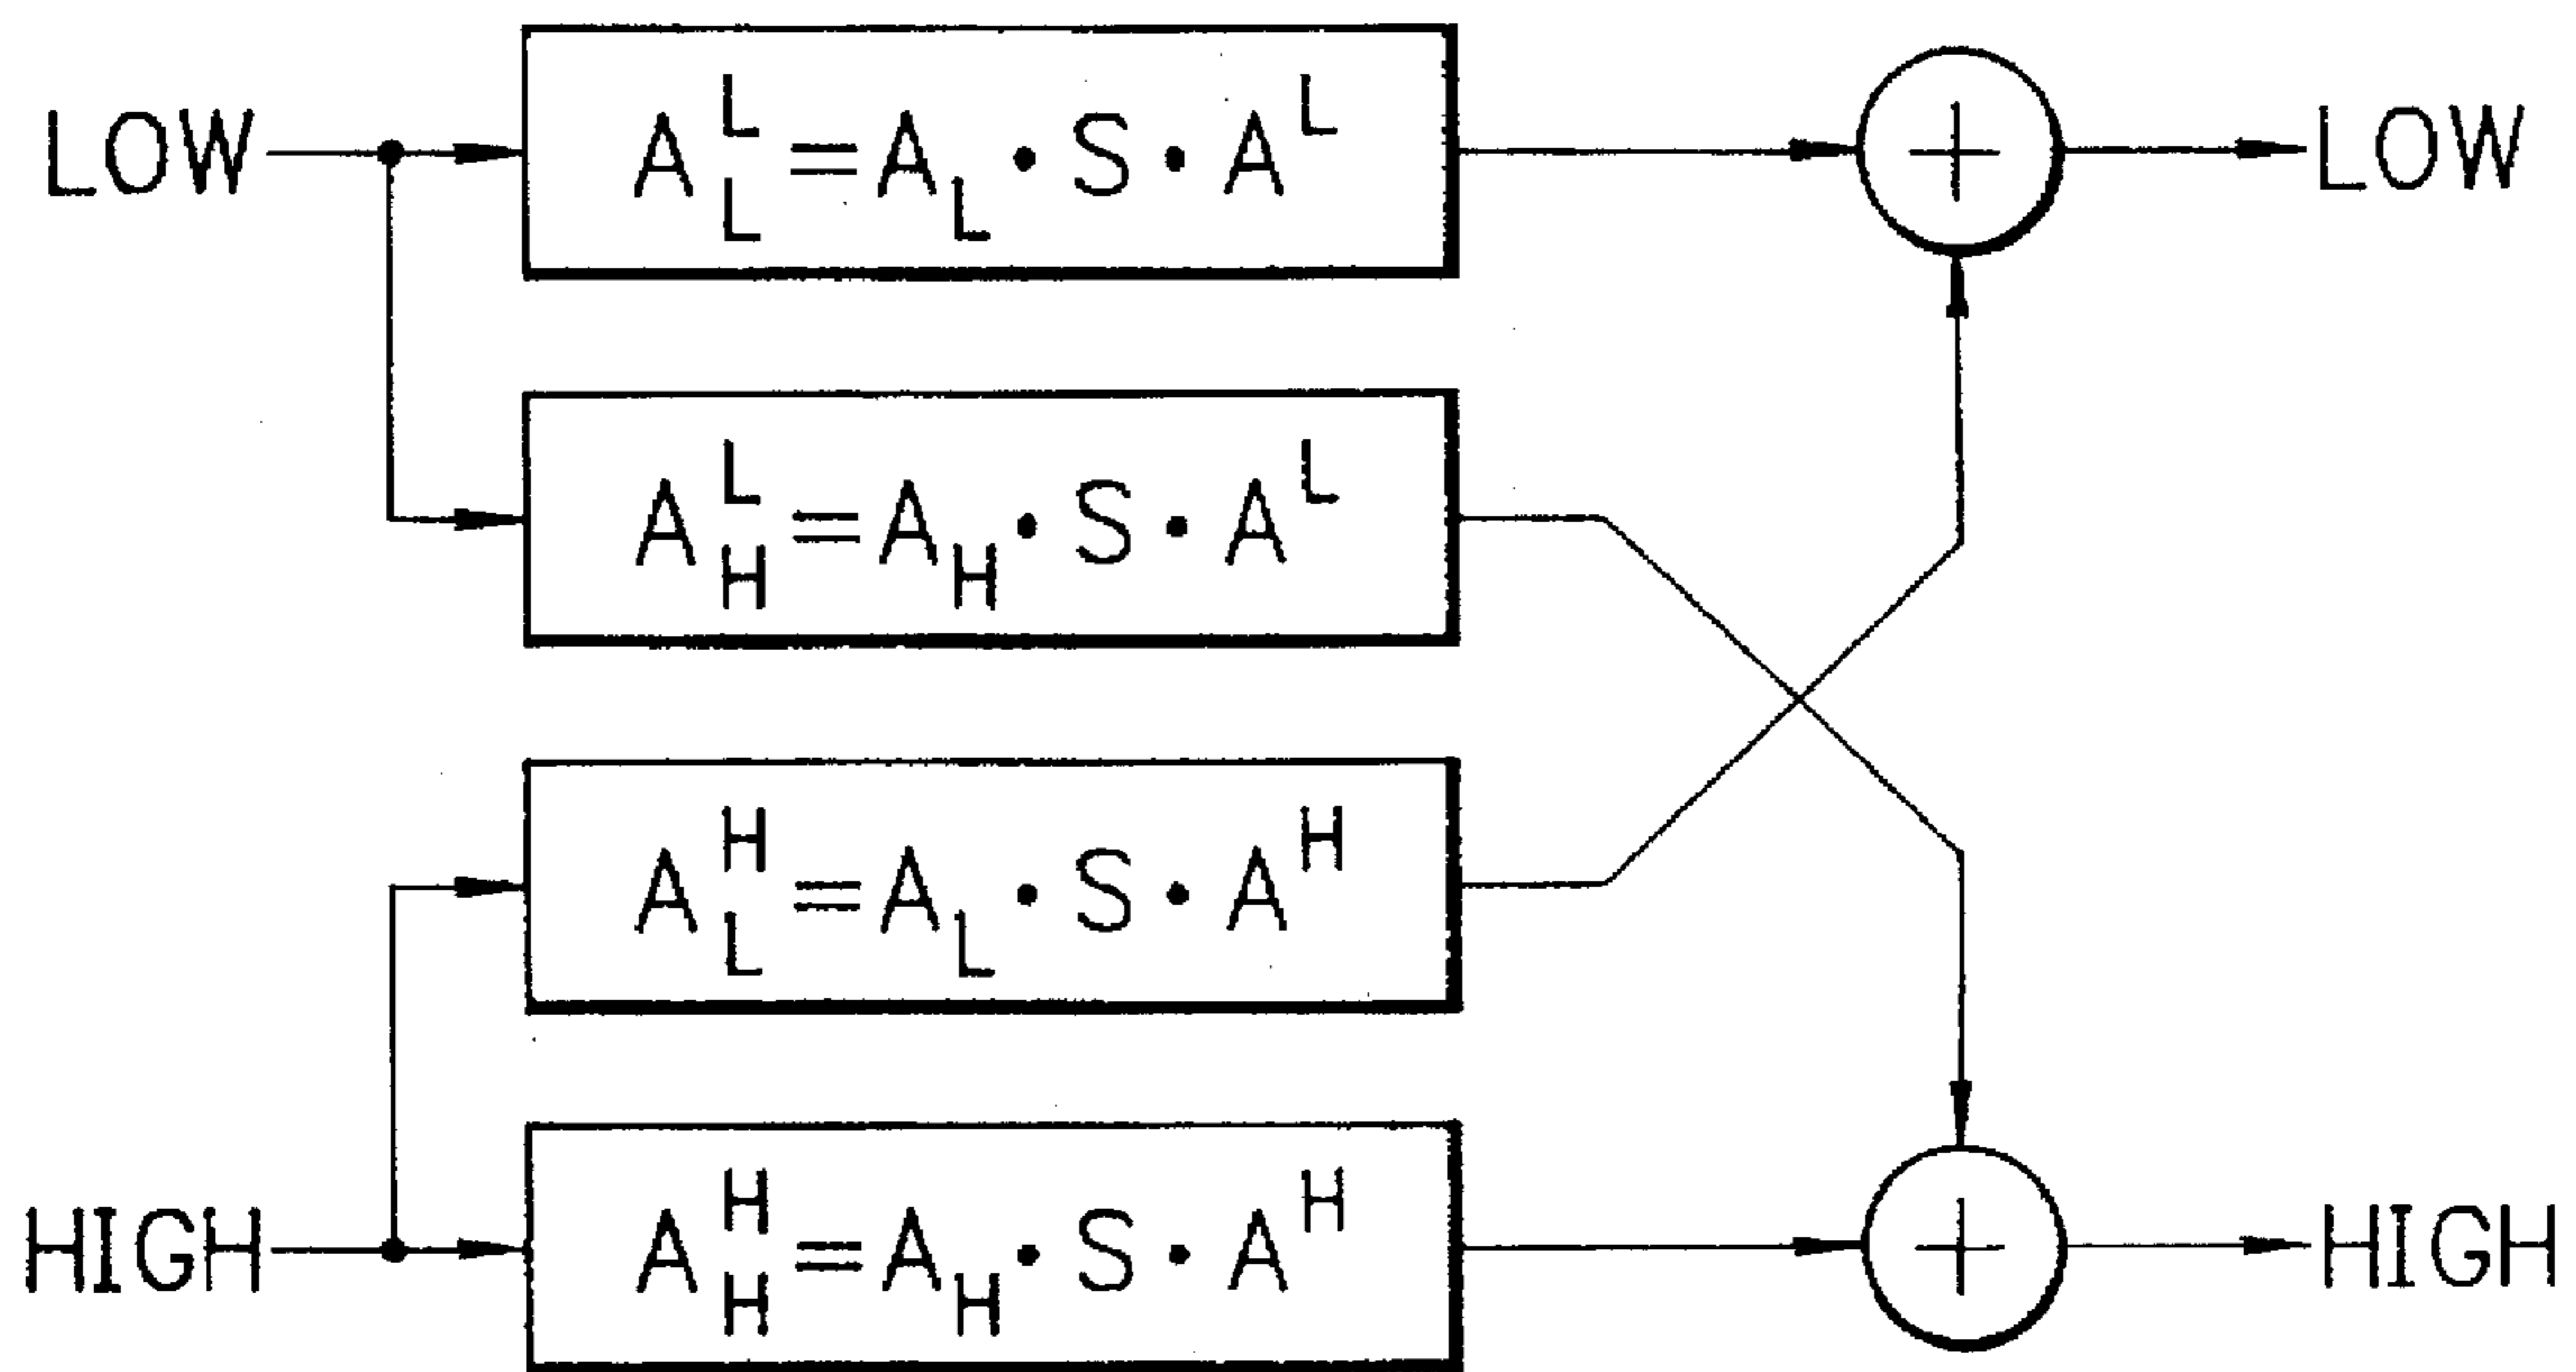 LOW
A^L_L = A_L · S · A^L
+
LOW
A^L_H = A_H · S · A^L
A^H_L = A_L · S · A^H
HIGH
A^H_H = A_H · S · A^H
+
HIGH